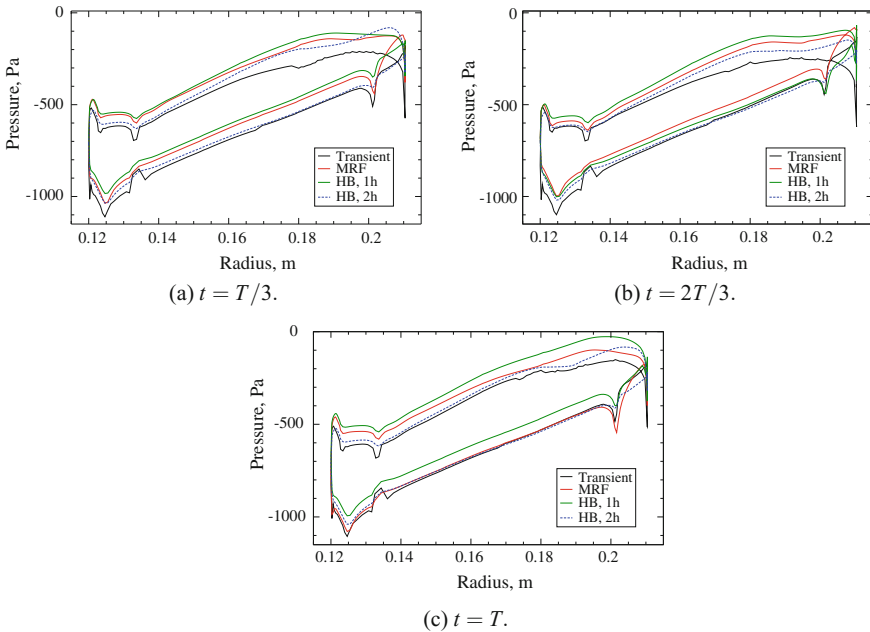 0
-500
-1000
Pressure, Pa
0.12 0.14 0.16 0.18 0.2
Radius, m
Transient
MRF
HB, 1h
HB, 2h
(a) t = T/3.
0
-500
-1000
Pressure, Pa
0.12 0.14 0.16 0.18 0.2
Radius, m
Transient
MRF
HB, 1h
HB, 2h
(b) t = 2T/3.
0
-500
-1000
Pressure, Pa
0.12 0.14 0.16 0.18 0.2
Radius, m
Transient
MRF
HB, 1h
HB, 2h
(c) t = T.